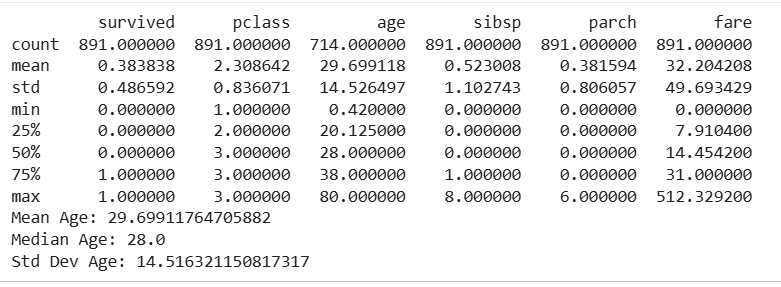 survived pclass age sibsp parch fare
count 891.000000 891.000000 714.000000 891.000000 891.000000 891.000000
mean 0.383838 2.308642 29.699118 0.523008 0.381594 32.204208
std 0.486592 0.836071 14.526497 1.102743 0.806057 49.693429
min 0.000000 1.000000 0.420000 0.000000 0.000000 0.000000
25% 0.000000 2.000000 20.125000 0.000000 0.000000 7.910400
50% 0.000000 3.000000 28.000000 0.000000 0.000000 14.454200
75% 1.000000 3.000000 38.000000 1.000000 0.000000 31.000000
max 1.000000 3.000000 80.000000 8.000000 6.000000 512.329200
Mean Age: 29.69911764705882
Median Age: 28.0
Std Dev Age: 14.516321150817317